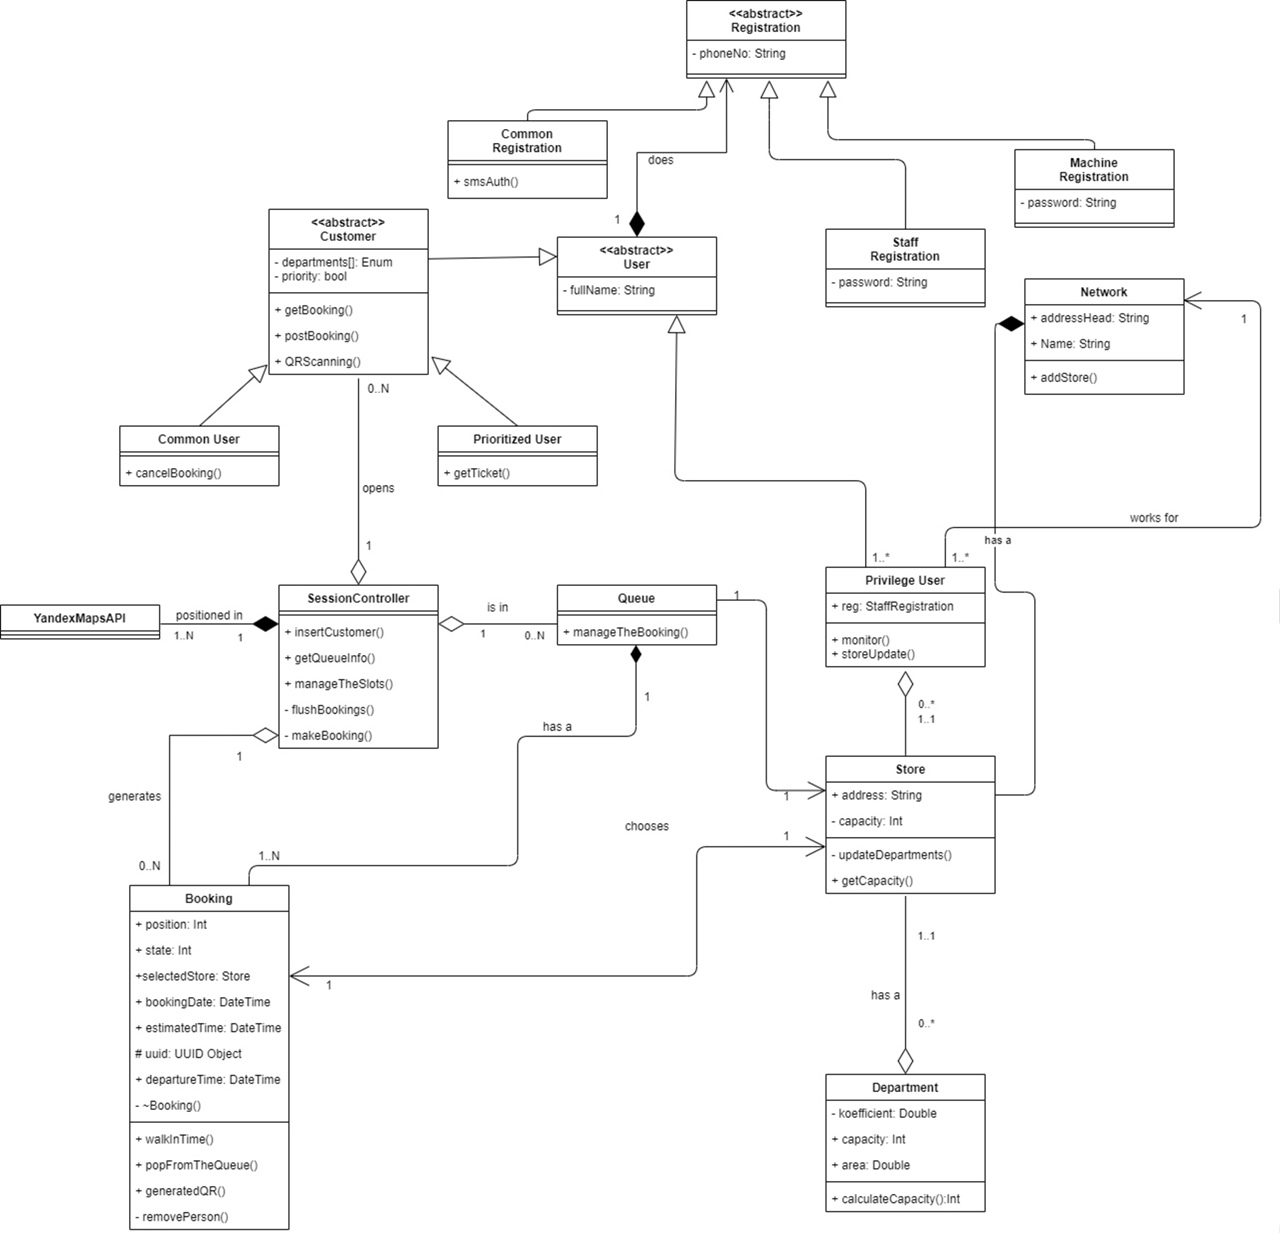 <<abstract>>
Registration
- phoneNo: String
Common
Registration
+ smsAuth()
does
Machine
Registration
- password: String
1
<<abstract>>
Customer
- departments[]: Enum
- priority: bool
+ getBooking()
+ postBooking()
+ QRScanning()
<<abstract>>
User
- fullName: String
Staff
Registration
- password: String
Network
+ addressHead: String
+ Name: String
+ addStore()
1
0..N
Common User
+ cancelBooking()
Prioritized User
+ getTicket()
opens
works for
has a
1
1..*
1..*
YandexMapsAPI
positioned in
1..N
1
SessionController
+ insertCustomer()
+ getQueueInfo()
+ manageTheSlots()
- flushBookings()
- makeBooking()
is in
1
0..N
Queue
+ manageTheBooking()
1
Privilege User
+ reg: StaffRegistration
+ monitor()
+ storeUpdate()
1
0..*
1..1
has a
1
generates
0..N
Store
+ address: String
- capacity: Int
- updateDepartments()
+ getCapacity()
1
chooses
1
1..N
Booking
+ position: Int
+ state: Int
+selectedStore: Store
+ bookingDate: DateTime
+ estimatedTime: DateTime
# uuid: UUID Object
+ departureTime: DateTime
- ~Booking()
+ walkInTime()
+ popFromTheQueue()
+ generatedQR()
- removePerson()
1
1..1
has a
0..*
Department
- koefficient: Double
+ capacity: Int
+ area: Double
+ calculateCapacity():Int